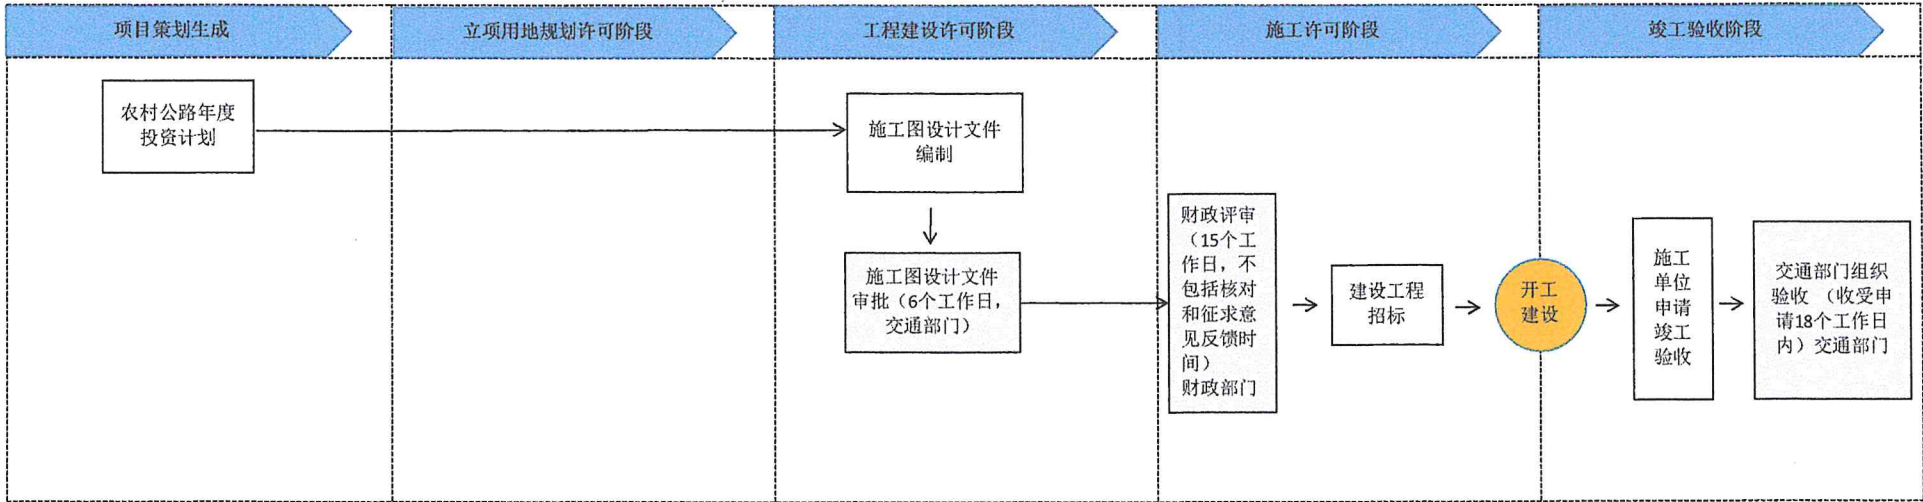 项目策划生成
立项用地规划许可阶段
工程建设许可阶段
施工许可阶段
竣工验收阶段
农村公路年度
投资计划
施工图设计文件
编制
施工图设计文件
审批（6个工作日，
交通部门）
财政评审
（15个工
作日，不
包括核对
和征求意
见反馈时
间）
财政部门
建设工程
招标
开工
建设
施工
单位
申请
竣工
验收
交通部门组织
验收 （收受申
请18个工作日
内）交通部门